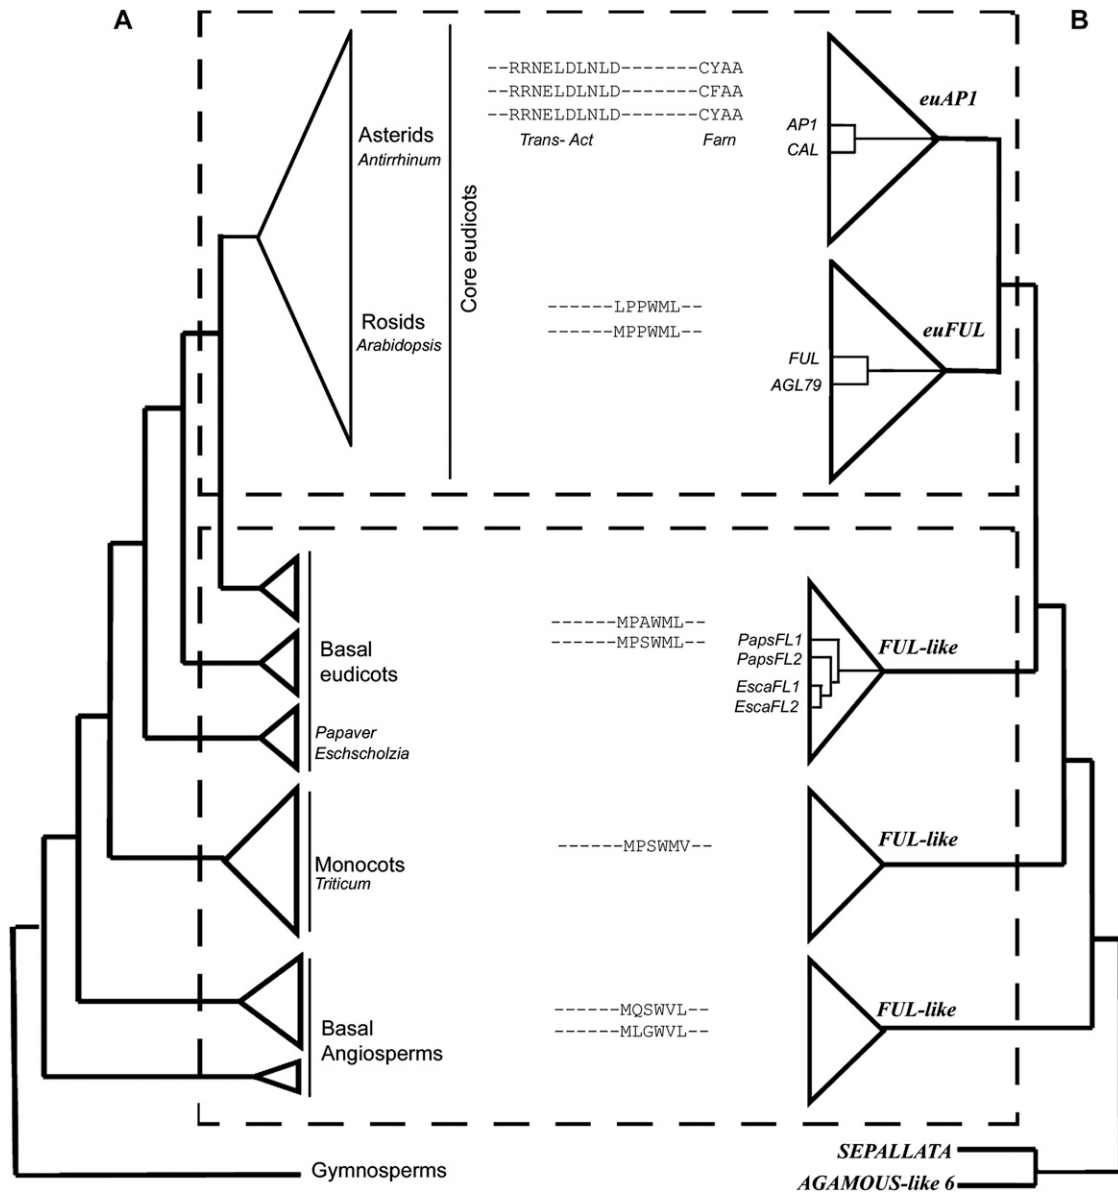 A
B
--RRNELDLNLD-------CYAA
--RRNELDLNLD-------CFAA
--RRNELDLNLD-------CYAA
Trans- Act
Farn
euAP1
AP1
CAL
Asterids
Antirrhinum
Core eudicots
Rosids
Arabidopsis
------LPPWML--
------MPPWML--
euFUL
FUL
AGL79
Basal
eudicots
Papaver
Eschscholzia
------MPAWML--
------MPSWML--
PapsFL1
PapsFL2
EscaFL1
EscaFL2
FUL-like
Monocots
Triticum
------MPSWMV--
FUL-like
Basal
Angiosperms
------MQSWVL--
------MLGWVL--
FUL-like
Gymnosperms
SEPALLATA
AGAMOUS-like 6